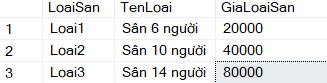 LoaiSan TenLoai GiaLoaiSan
1 Loai1 Sân 6 người 20000
2 Loai2 Sân 10 người 40000
3 Loai3 Sân 14 người 80000